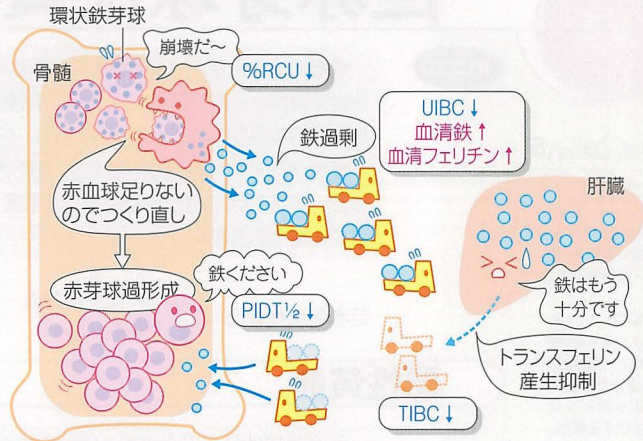 環状鉄芽球
骨髄
崩壊だ〜
%RCU↓
鉄過剰
UIBC↓
血清鉄↑
血清フェリチン↑
赤血球足りない
のでつくり直し
肝臓
赤芽球過形成
鉄ください
PIDT½↓
鉄はもう
十分です
トランスフェリン
産生抑制
TIBC↓